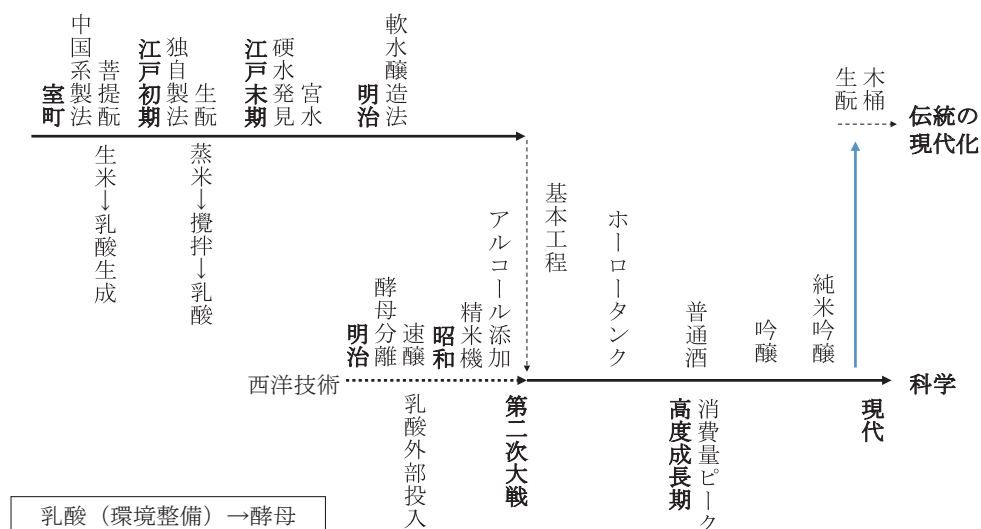 室町
中国系製法
菩提酛
江戸初期
独自製法
生酛
江戸末期
硬水発見
宮水
明治
軟水醸造法
生米→乳酸生成
蒸米→攪拌→乳酸
生酛
木桶
伝統の
現代化
西洋技術
明治
酵母分離
速醸
昭和
精米機
アルコール添加
基本工程
ホーロータンク
普通酒
吟醸
純米吟醸
科学
乳酸外部投入
第二次大戦
高度成長期
消費量ピーク
現代
乳酸（環境整備）→酵母